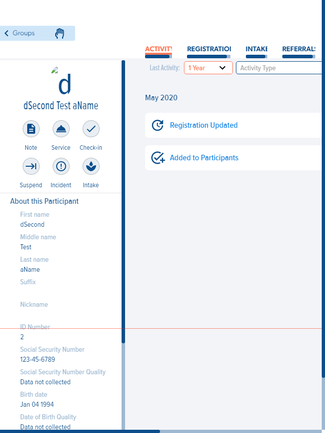 Groups
ACTIVIT
REGISTRATIO
INTAKE
REFERRALS
Last Activity:
1 Year
Activity Type
d
dSecond Test aName
Note
Service
Check-in
Suspend
Incident
Intake
May 2020
Registration Updated
Added to Participants
About this Participant
First name
dSecond
Middle name
Test
Last name
aName
Suffix
Nickname
ID Number
2
Social Security Number
123-45-6789
Social Security Number Quality
Data not collected
Birth date
Jan 04 1994
Date of Birth Quality
Data not collected